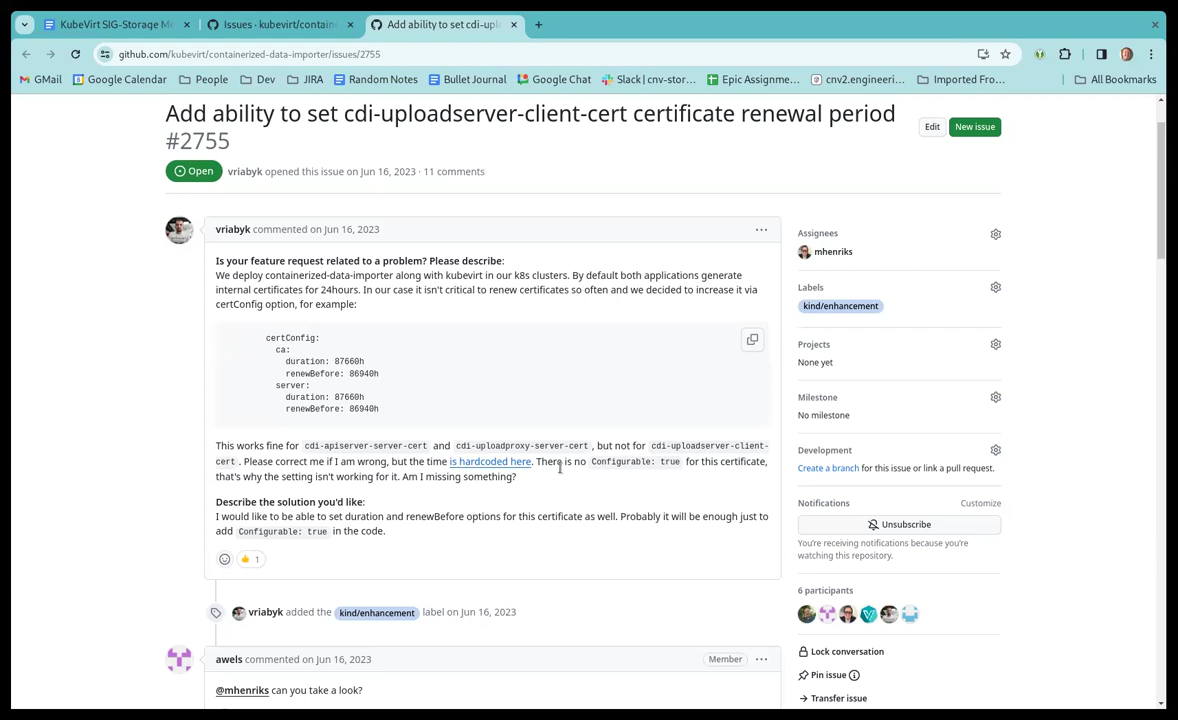 KubeVirt SIG-Storage Me
Issues · kubevirt/contain
Add ability to set cdi-uplo
github.com/kubevirt/containerized-data-importer/issues/2755
GMail
Google Calendar
People
Dev
JIRA
Random Notes
Bullet Journal
Google Chat
Slack | cnv-stor...
Epic Assignme...
cnv2.engineeri...
Imported Fro...
All Bookmarks
Add ability to set cdi-uploadserver-client-cert certificate renewal period
#2755
Edit
New issue
Open
vriabyk opened this issue on Jun 16, 2023 · 11 comments
vriabyk commented on Jun 16, 2023
Is your feature request related to a problem? Please describe:
We deploy containerized-data-importer along with kubevirt in our k8s clusters. By default both applications generate
internal certificates for 24hours. In our case it isn't critical to renew certificates so often and we decided to increase it via
certConfig option, for example:
certConfig:
ca:
duration: 87660h
renewBefore: 86940h
server:
duration: 87660h
renewBefore: 86940h
This works fine for cdi-apiserver-server-cert and cdi-uploadproxy-server-cert , but not for cdi-uploadserver-client-
cert . Please correct me if I am wrong, but the time is hardcoded here. There is no Configurable: true for this certificate,
that's why the setting isn't working for it. Am I missing something?
Describe the solution you'd like:
I would like to be able to set duration and renewBefore options for this certificate as well. Probably it will be enough just to
add Configurable: true in the code.
1
vriabyk added the kind/enhancement label on Jun 16, 2023
awels commented on Jun 16, 2023
Member
@mhenriks can you take a look?
Assignees
mhenriks
Labels
kind/enhancement
Projects
None yet
Milestone
No milestone
Development
Create a branch for this issue or link a pull request.
Notifications
Customize
Unsubscribe
You're receiving notifications because you're
watching this repository.
6 participants
Lock conversation
Pin issue
Transfer issue